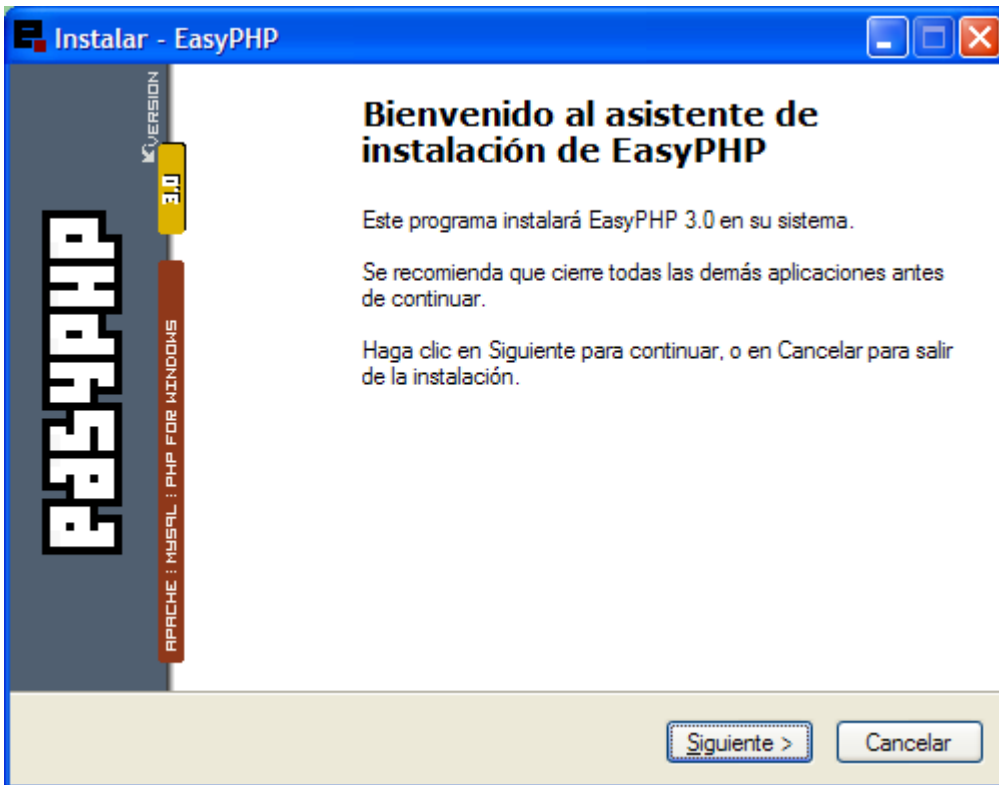 Instalar - EasyPHP
VERSION
3.0
easyphp
APACHE : MYSQL : PHP FOR WINDOWS
Bienvenido al asistente de
instalación de EasyPHP
Este programa instalará EasyPHP 3.0 en su sistema.
Se recomienda que cierre todas las demás aplicaciones antes
de continuar.
Haga clic en Siguiente para continuar, o en Cancelar para salir
de la instalación.
Siguiente >
Cancelar